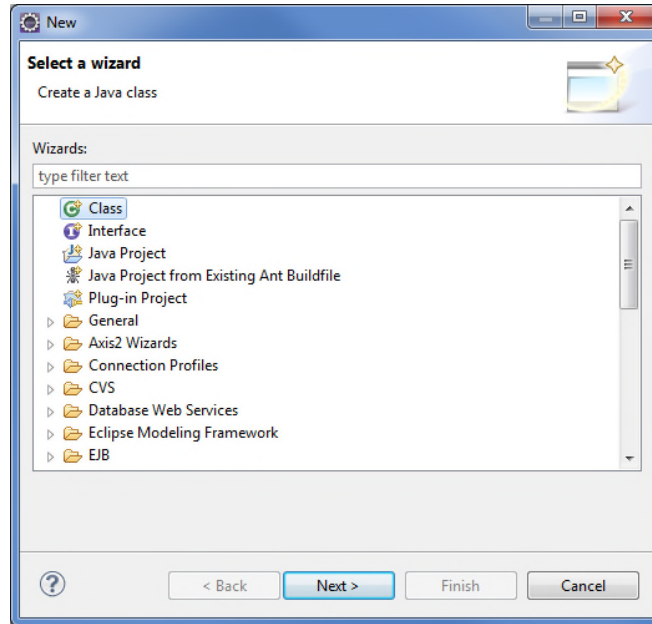 New
Select a wizard
Create a Java class
Wizards:
type filter text
Class
Interface
Java Project
Java Project from Existing Ant Buildfile
Plug-in Project
General
Axis2 Wizards
Connection Profiles
CVS
Database Web Services
Eclipse Modeling Framework
EJB
? < Back Next > Finish Cancel